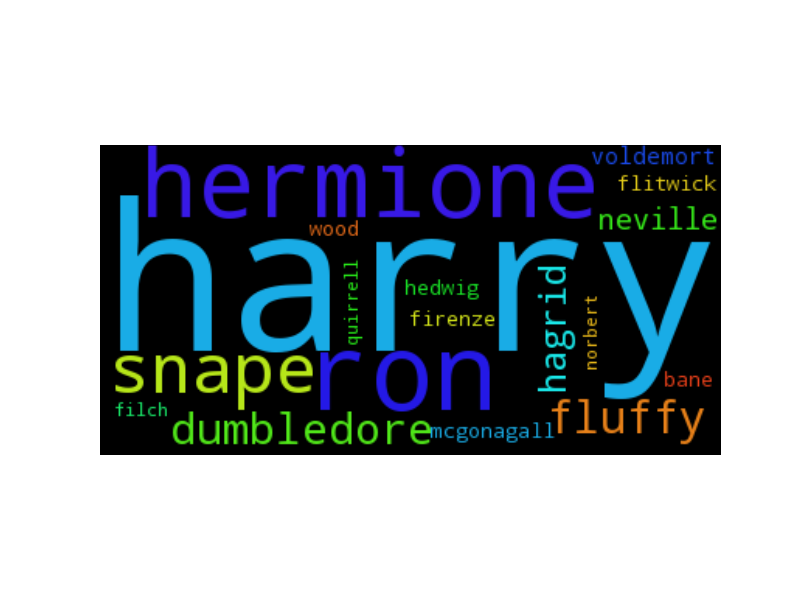 hermione
voldemort
flitwick
neville
wood
harry
quirrell
hedwig
firenze
hagrid
norbert
snape
ron
bane
filch
dumbledore
mcgonagall
fluffy